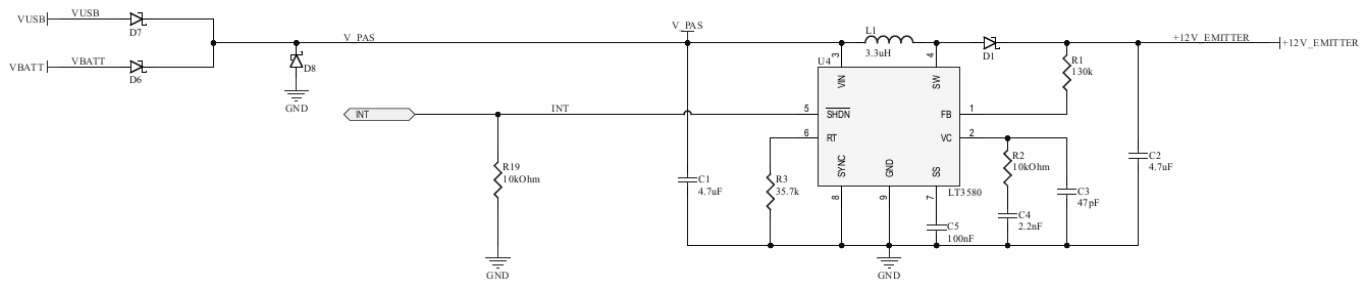 VUSB
VUSB
D7
VBATT
VBATT
D6
V_PAS
D8
GND
INT
INT
R19
10kOhm
GND
V_PAS
C1
4.7uF
R3
35.7k
L1
3.3uH
U4
3
VIN
4
SW
5
SHDN
6
RT
FB
1
VC
2
SYNC
8
GND
9
SS
7
LT3580
C5
100nF
GND
D1
R1
130k
R2
10kOhm
C4
2.2nF
C3
47pF
C2
4.7uF
+12V_EMITTER
+12V_EMITTER